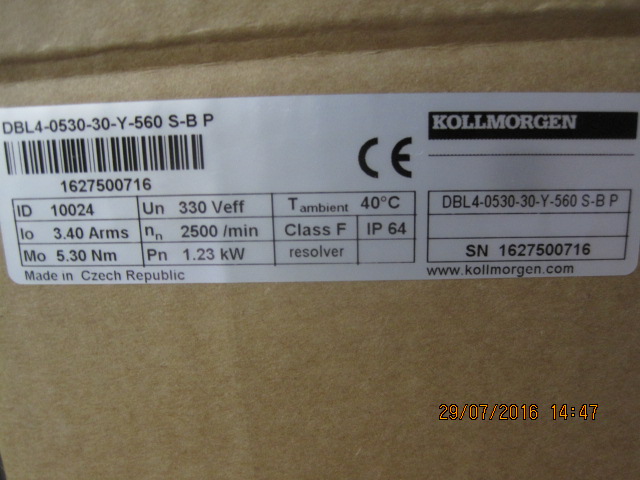 DBL4-0530-30-Y-560 S-B P
1627500716
CE
ID 10024 Un 330 Veff Tambient 40°C
Io 3.40 Arms nn 2500 /min Class F IP 64
Mo 5.30 Nm Pn 1.23 kW resolver
Made in Czech Republic
KOLLMORGEN
DBL4-0530-30-Y-560 S-B P
SN 1627500716
www.kollmorgen.com
29/07/2016 14:47